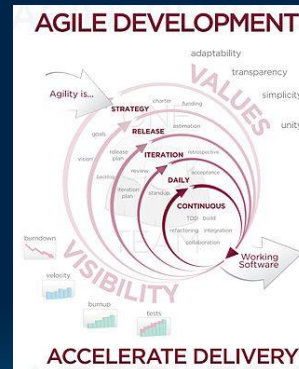 AGILE DEVELOPMENT
adaptability
transparency
simplicity
unity
VALUES
Agility is...
STRATEGY
charter
funding
RELEASE
estimation
goals
vision
release
plan
ITERATION
retrospective
backlog
review
acceptance
DAILY
iteration
plan
standup
CONTINUOUS
TDD
build
refactoring
integration
collaboration
TEAM
Working
Software
VISIBILITY
burndown
velocity
burnup
tests
ACCELERATE DELIVERY